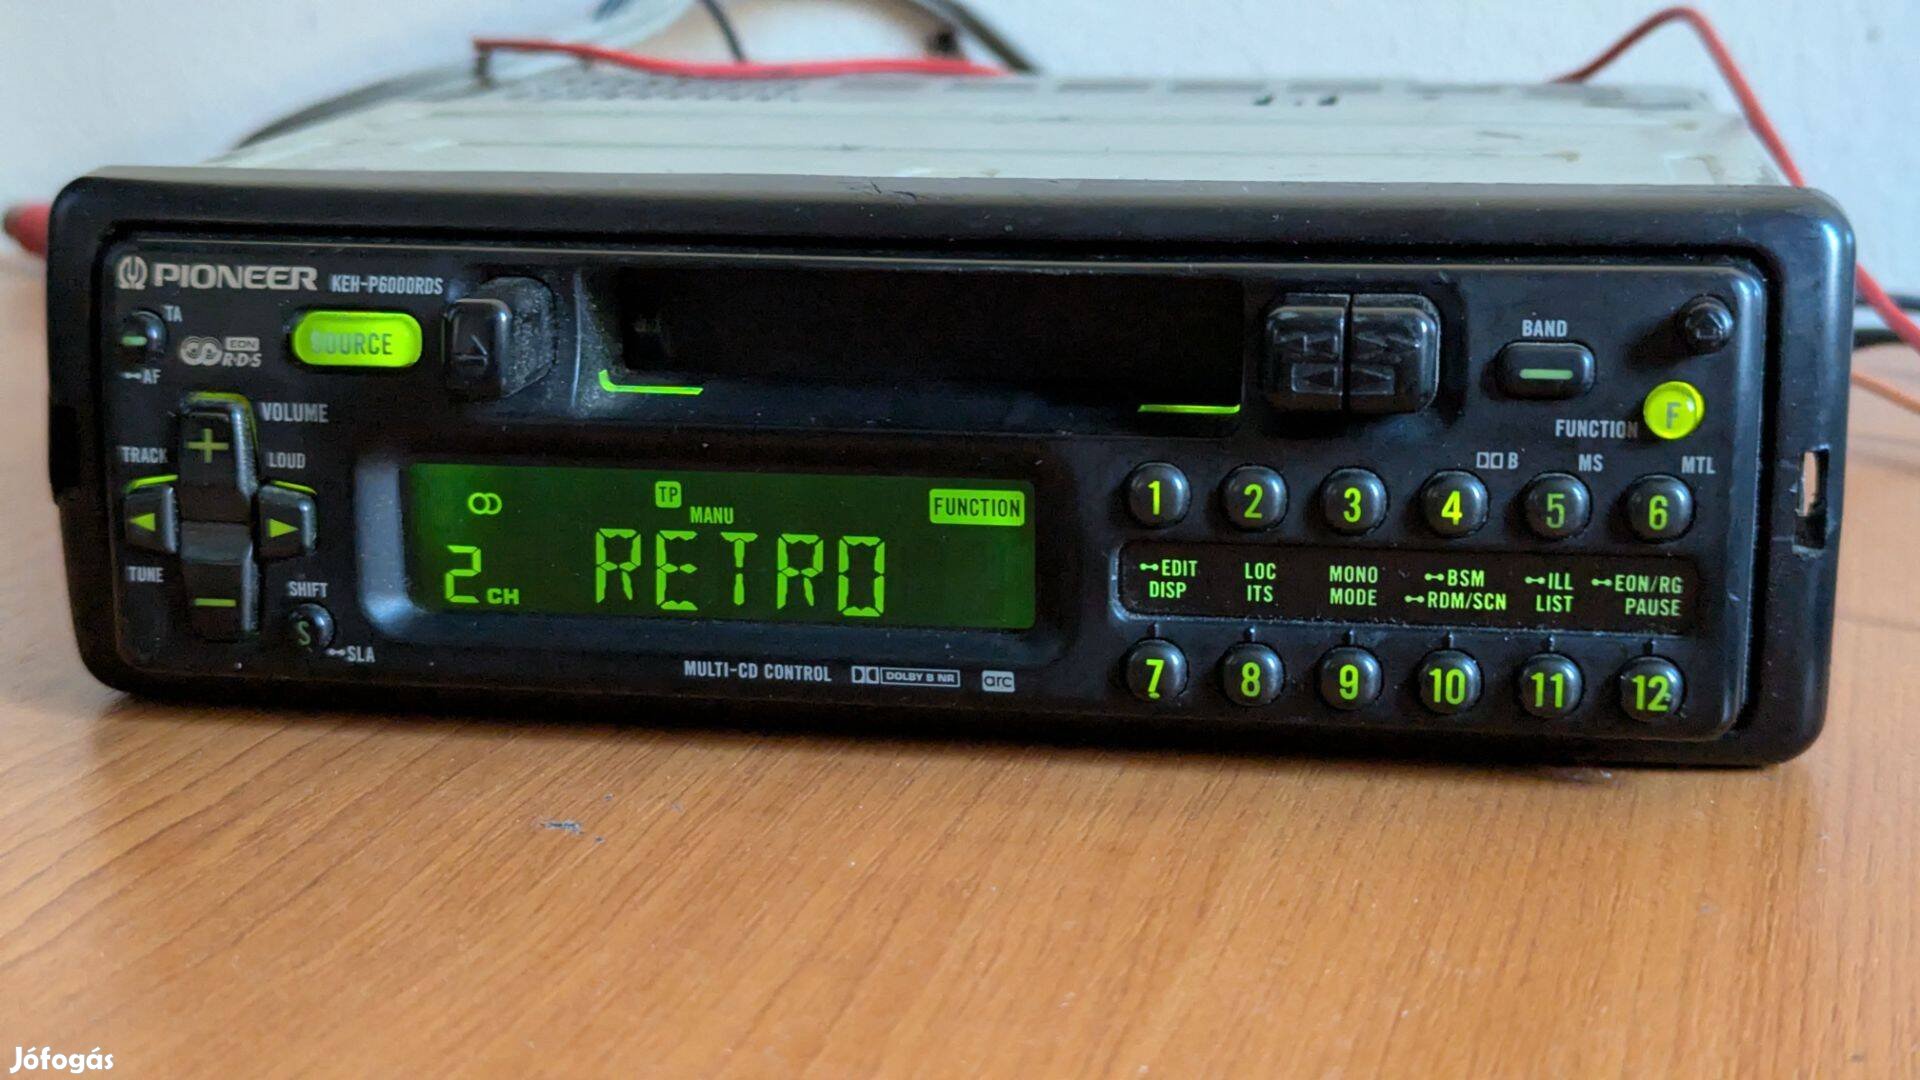 PIONEER KEH-P6000RDS
TA
SOURCE
EON
R·D·S
AF
VOLUME
+
TRACK
LOUD
TUNE
−
SHIFT
S
SLA
BAND
F
FUNCTION
TP
MANU
FUNCTION
2 CH RETRO
MULTI-CD CONTROL
DOLBY B NR
arc
B MS MTL
1 2 3 4 5 6
EDIT LOC MONO BSM ILL EON/RG
DISP ITS MODE RDM/SCN LIST PAUSE
7 8 9 10 11 12
Jófogás